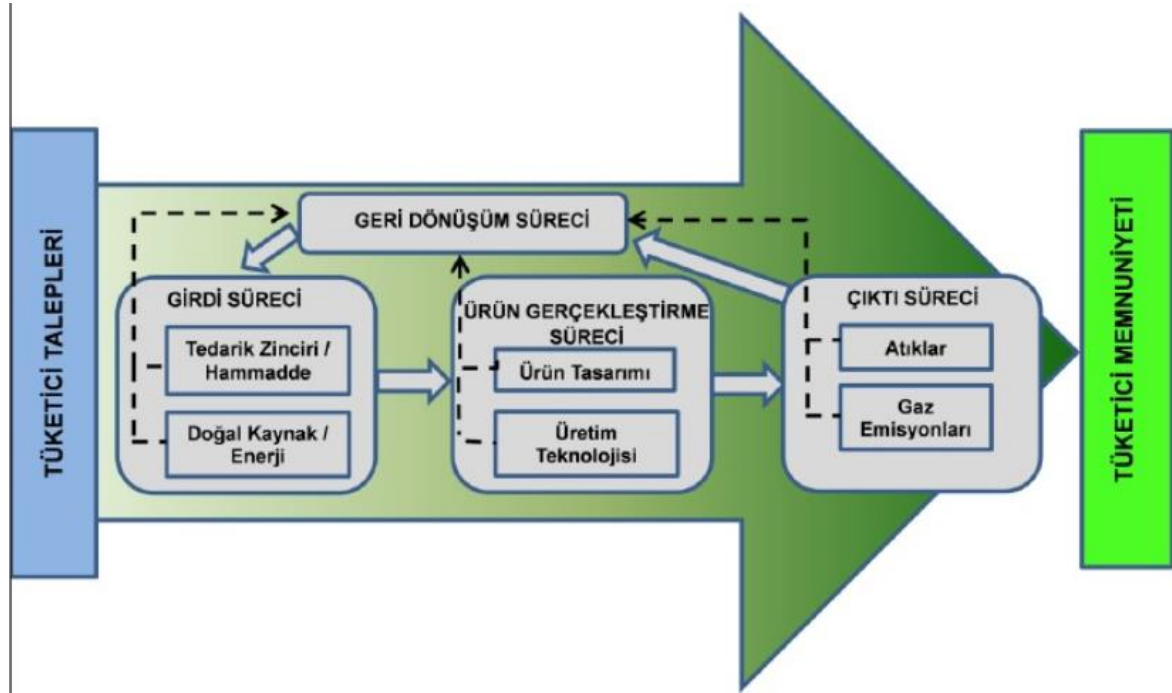 TÜKETİCİ TALEPLERİ
GERİ DÖNÜŞÜM SÜRECİ
GİRDİ SÜRECİ
Tedarik Zinciri /
Hammadde
Doğal Kaynak /
Enerji
ÜRÜN GERÇEKLEŞTİRME
SÜRECİ
Ürün Tasarımı
Üretim
Teknolojisi
ÇIKTI SÜRECİ
Atıklar
Gaz
Emisyonları
TÜKETİCİ MEMNUNİYETİ